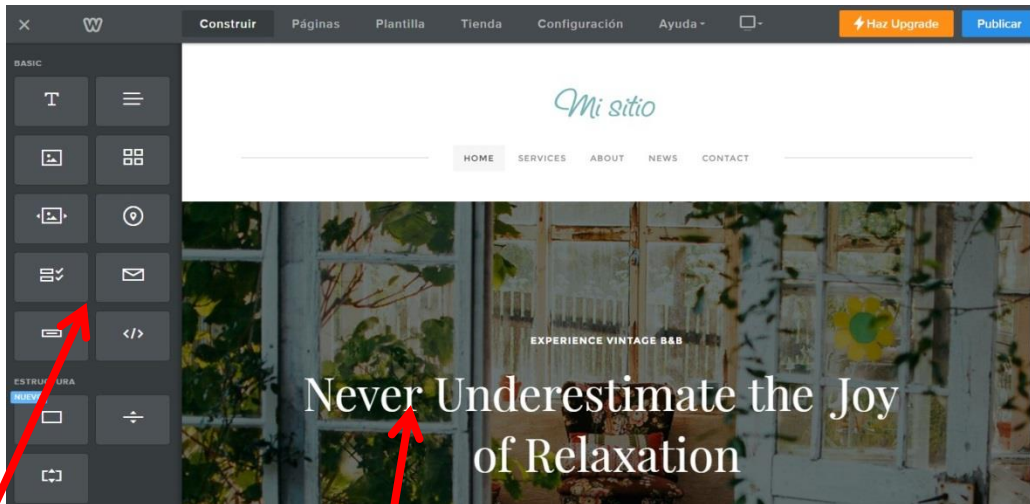 Construir Páginas Plantilla Tienda Configuración Ayuda Haz Upgrade Publicar
BASIC
T
</>
ESTRUCTURA
NUEVO
Mi sitio
HOME SERVICES ABOUT NEWS CONTACT
EXPERIENCE VINTAGE B&B
Never Underestimate the Joy
of Relaxation